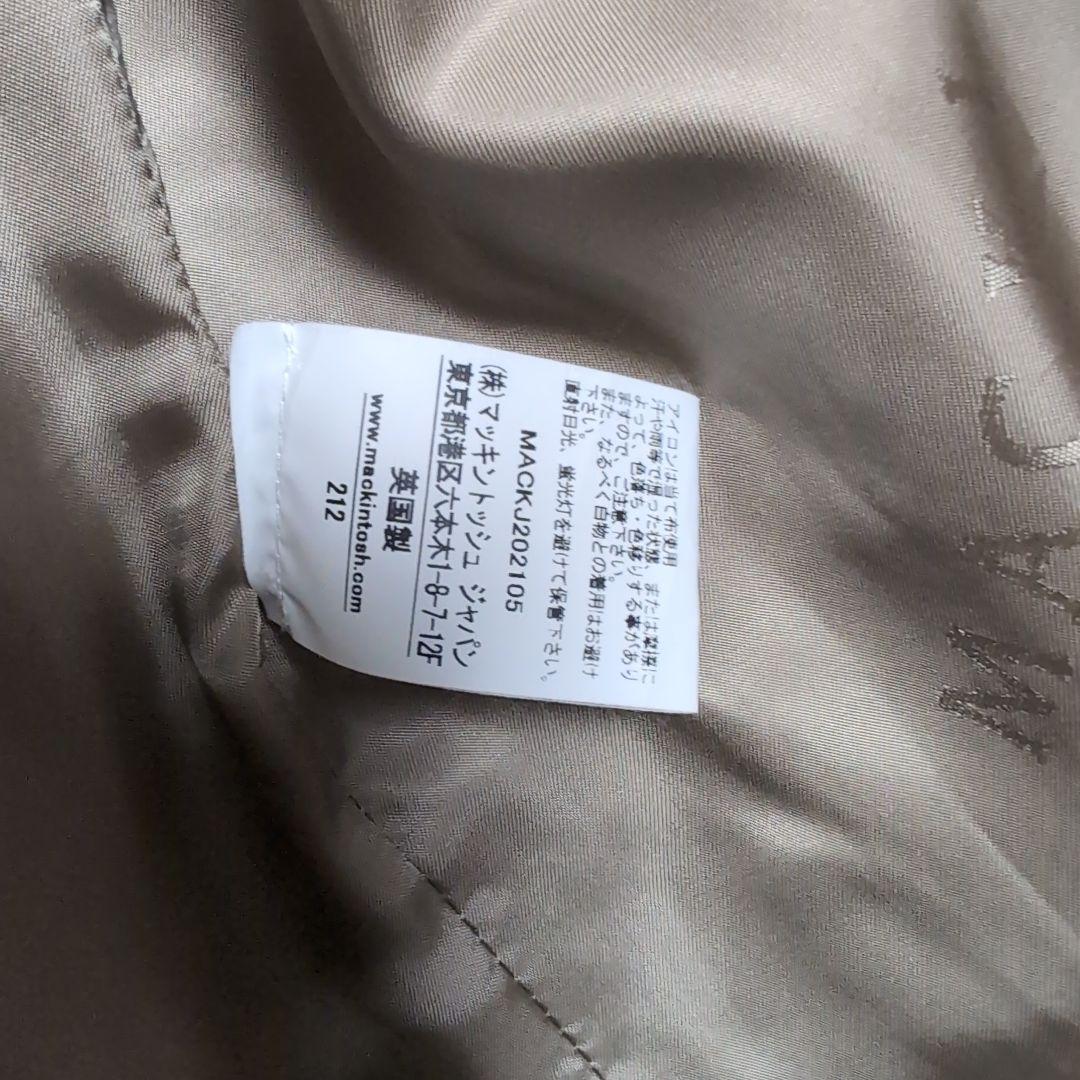 アイロンは当て布使用
汗や雨等で湿った状態、または摩擦に
よって、色落ち・色移りする事があり
ますので、ご注意下さい。
また、なるべく白物との着用はお避け
下さい。
直射日光、蛍光灯を避けて保管下さい。
MACKJ202105
(株)マッキントッシュ ジャパン
東京都港区六本木1-8-7-12F
英国製
www.mackintosh.com
212
MAC